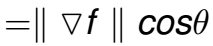 =∥ ▽f ∥ cosθ